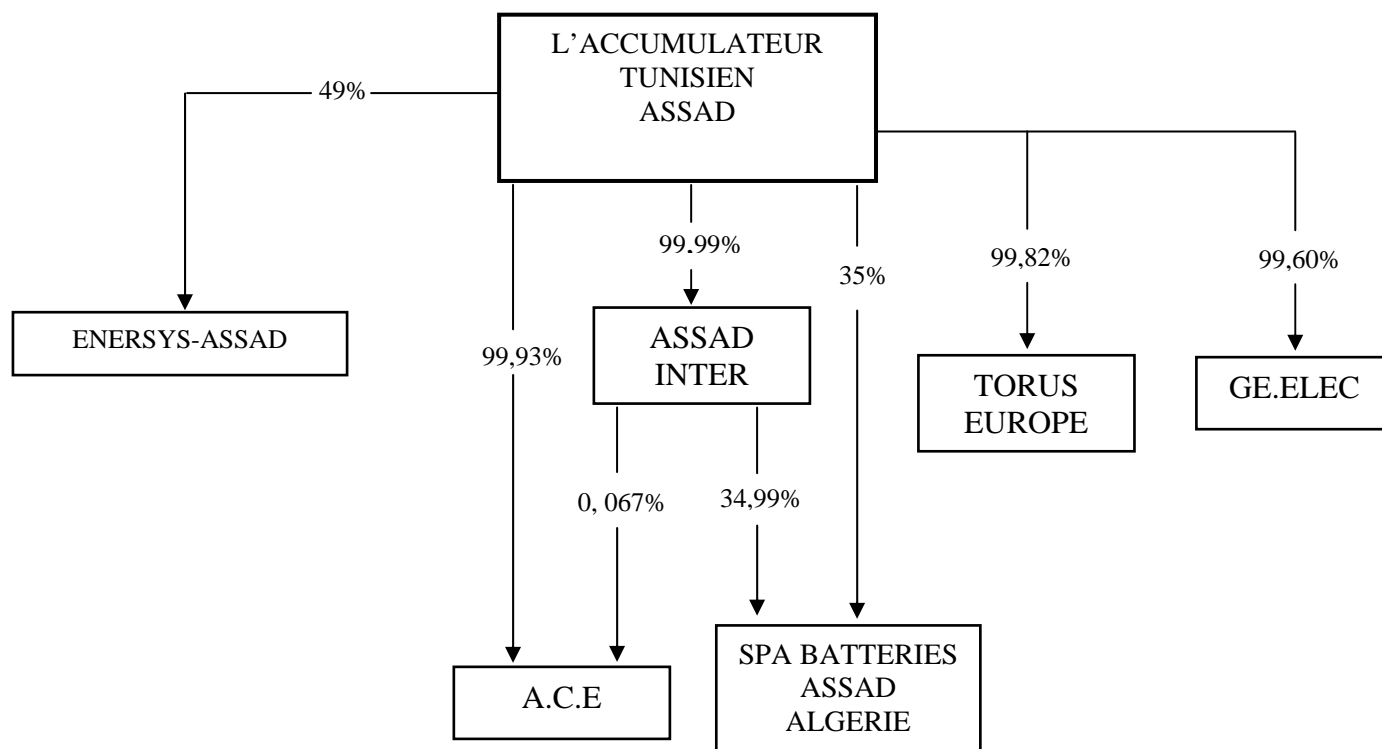 L’ACCUMULATEUR
TUNISIEN
ASSAD
49%
99,99%
35%
99,82%
99,60%
ENERSYS-ASSAD
99,93%
ASSAD
INTER
TORUS
EUROPE
GE.ELEC
0, 067%
34,99%
A.C.E
SPA BATTERIES
ASSAD
ALGERIE